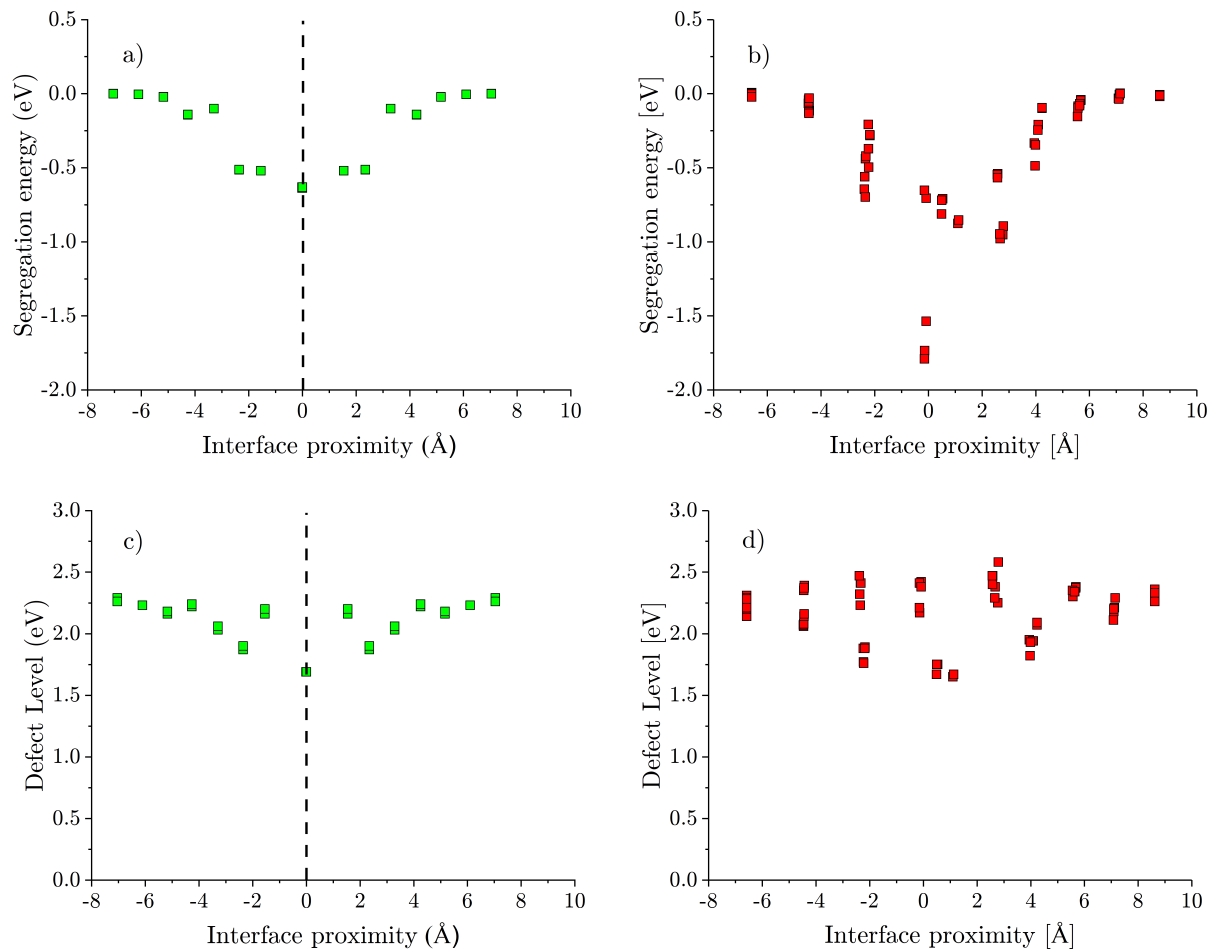 a)
Segregation energy (eV)
0.5
0.0
-0.5
-1.0
-1.5
-2.0
-8 -6 -4 -2 0 2 4 6 8 10
Interface proximity (Å)
b)
Segregation energy [eV]
0.5
0.0
-0.5
-1.0
-1.5
-2.0
-8 -6 -4 -2 0 2 4 6 8 10
Interface proximity [Å]
c)
Defect Level (eV)
3.0
2.5
2.0
1.5
1.0
0.5
0.0
-8 -6 -4 -2 0 2 4 6 8 10
Interface proximity (Å)
d)
Defect Level [eV]
3.0
2.5
2.0
1.5
1.0
0.5
0.0
-8 -6 -4 -2 0 2 4 6 8 10
Interface proximity [Å]